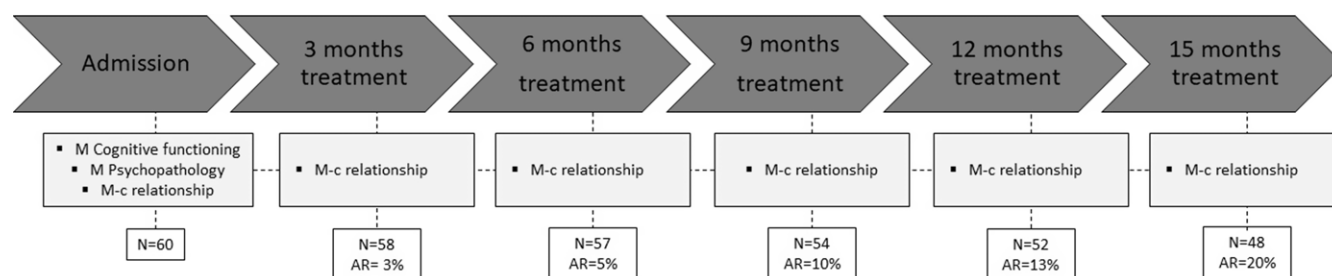 Admission
3 months
treatment
6 months
treatment
9 months
treatment
12 months
treatment
15 months
treatment
▪ M Cognitive functioning
▪ M Psychopathology
▪ M-c relationship
▪ M-c relationship
▪ M-c relationship
▪ M-c relationship
▪ M-c relationship
▪ M-c relationship
N=60
N=58
AR= 3%
N=57
AR=5%
N=54
AR=10%
N=52
AR=13%
N=48
AR=20%